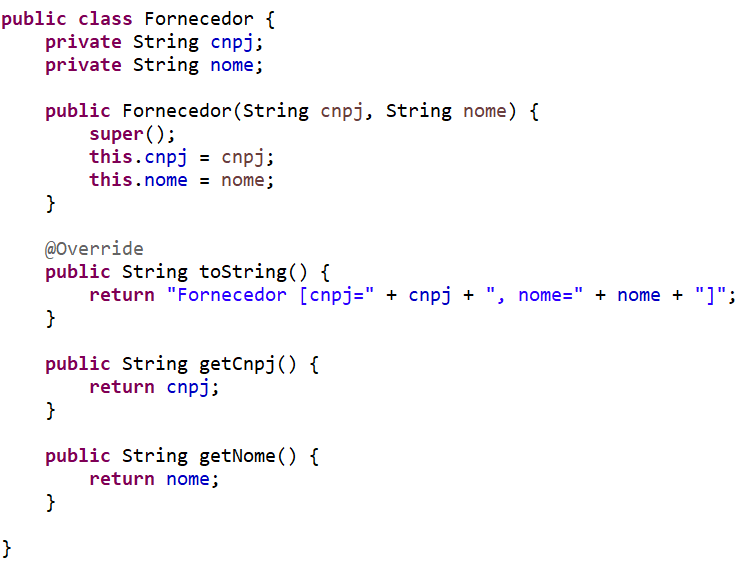 public class Fornecedor {
    private String cnpj;
    private String nome;

    public Fornecedor(String cnpj, String nome) {
        super();
        this.cnpj = cnpj;
        this.nome = nome;
    }

    @Override
    public String toString() {
        return "Fornecedor [cnpj=" + cnpj + ", nome=" + nome + "]";
    }

    public String getCnpj() {
        return cnpj;
    }

    public String getNome() {
        return nome;
    }

}